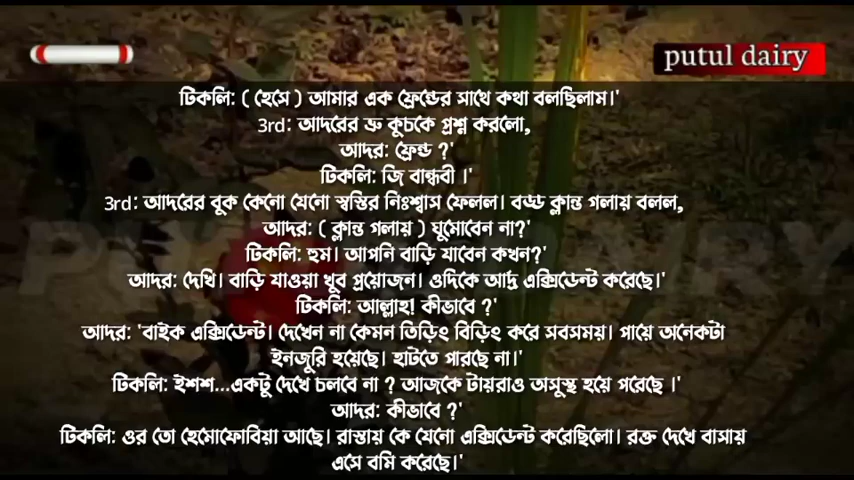 putul dairy
টিকলি: ( হেসে ) আমার এক ফ্রেন্ডের সাথে কথা বলছিলাম।'
3rd: আদরের ভ্রু কুচকে প্রশ্ন করলো,
আদর: ফ্রেন্ড ?'
টিকলি: জি বান্ধবী ।'
3rd: আদরের বুক কেনো যেনো স্বস্তির নিঃশ্বাস ফেলল। বড্ড ক্লান্ত গলায় বলল,
আদর: ( ক্লান্ত গলায় ) ঘুমোবেন না?'
টিকলি: হুম। আপনি বাড়ি যাবেন কখন?'
আদর: দেখি। বাড়ি যাওয়া খুব প্রয়োজন। ওদিকে আর্দ্র এক্সিডেন্ট করেছে।'
টিকলি: আল্লাহ! কীভাবে ?'
আদর: 'বাইক এক্সিডেন্ট। দেখেন না কেমন তিড়িং বিড়িং করে সবসময়। পায়ে অনেকটা
ইনজুরি হয়েছে। হাটতে পারছে না।'
টিকলি: ইশশ...একটু দেখে চলবে না ? আজকে টায়রাও অসুস্থ হয়ে পরেছে ।'
আদর: কীভাবে ?'
টিকলি: ওর তো হেমোফোবিয়া আছে। রাস্তায় কে যেনো এক্সিডেন্ট করেছিলো। রক্ত দেখে বাসায়
এসে বমি করেছে।'